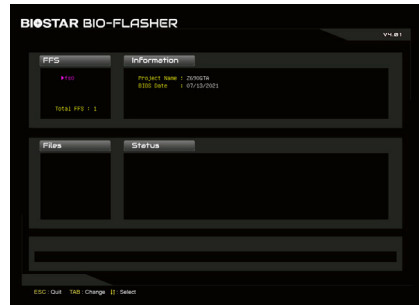 BIOSTAR BIO-FLASHER
V4.01
FFS
Information
Total FFS : 1
Project Name :
BIOS Date : 07/13/2021
Files
Status
ESC : Quit TAB : Change : Select